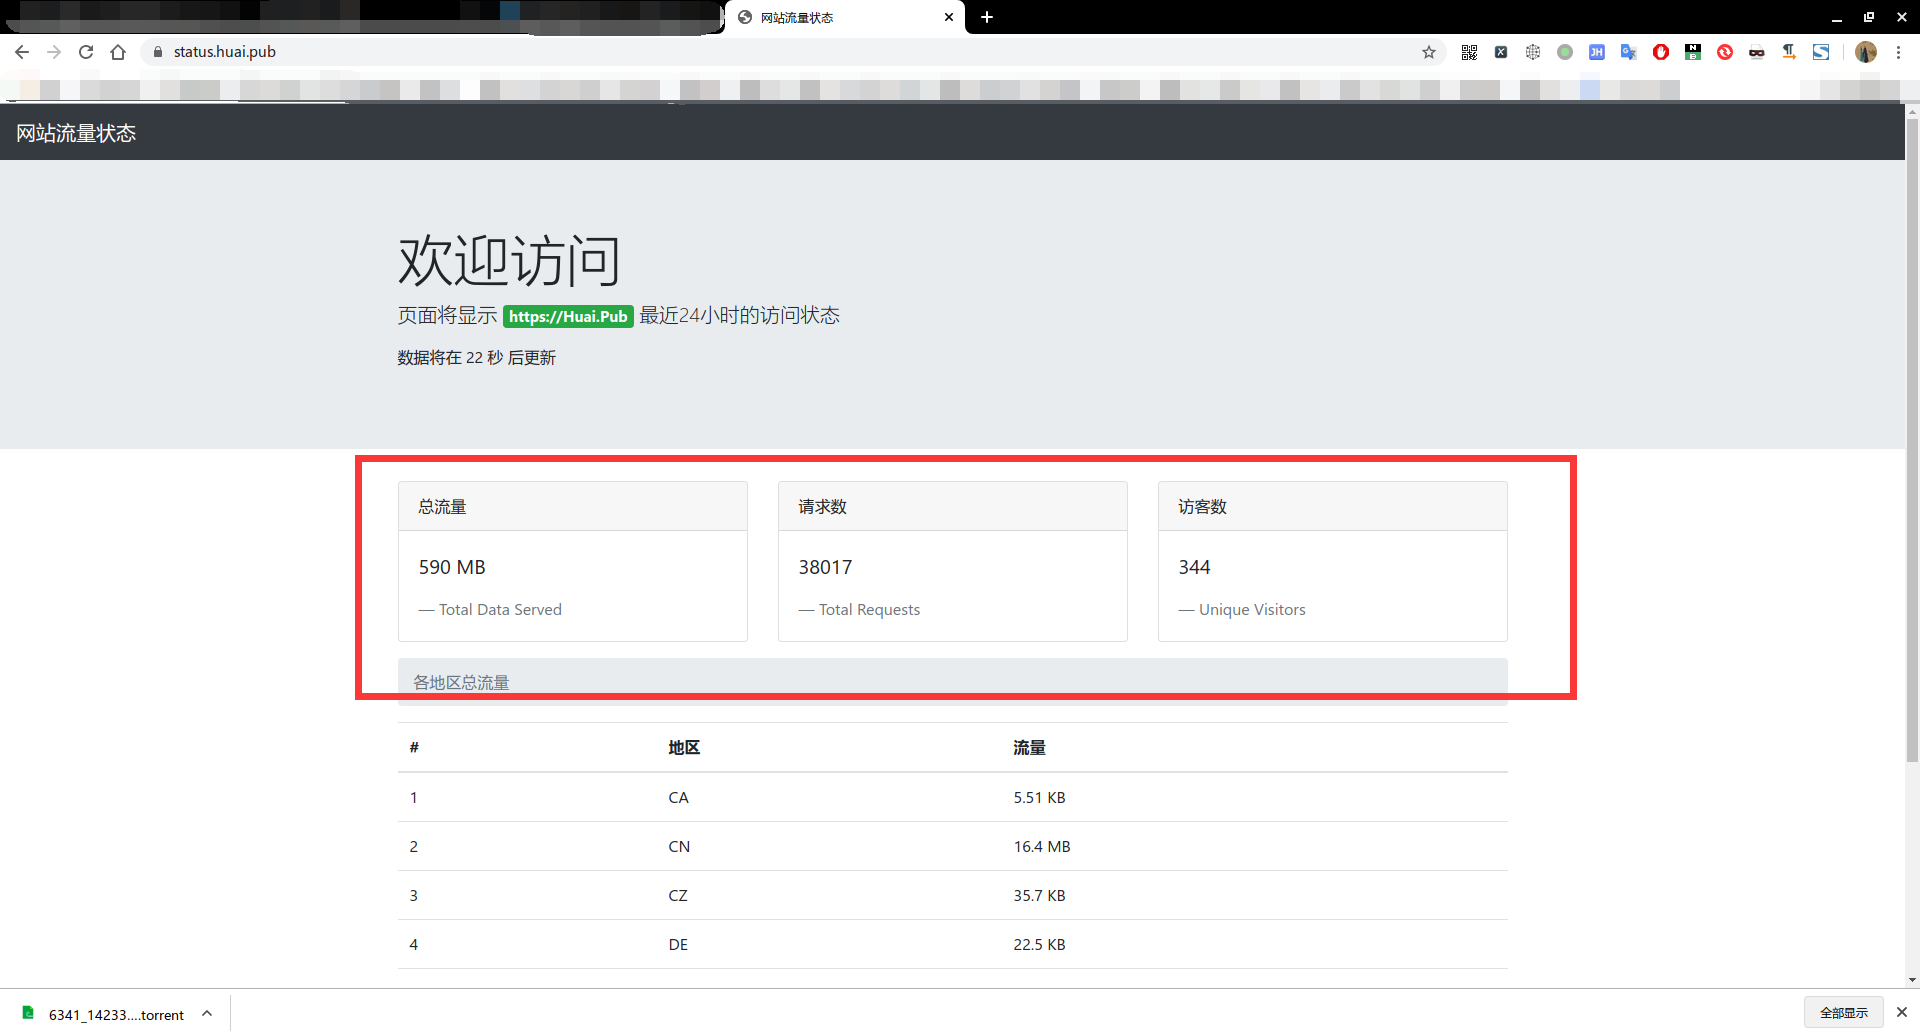 网站流量状态
status.huai.pub
网站流量状态
欢迎访问
页面将显示 https://Huai.Pub 最近24小时的访问状态
数据将在 22 秒 后更新
总流量 请求数 访客数
590 MB 38017 344
— Total Data Served — Total Requests — Unique Visitors
各地区总流量
# 地区 流量
1 CA 5.51 KB
2 CN 16.4 MB
3 CZ 35.7 KB
4 DE 22.5 KB
6341_14233....torrent 全部显示